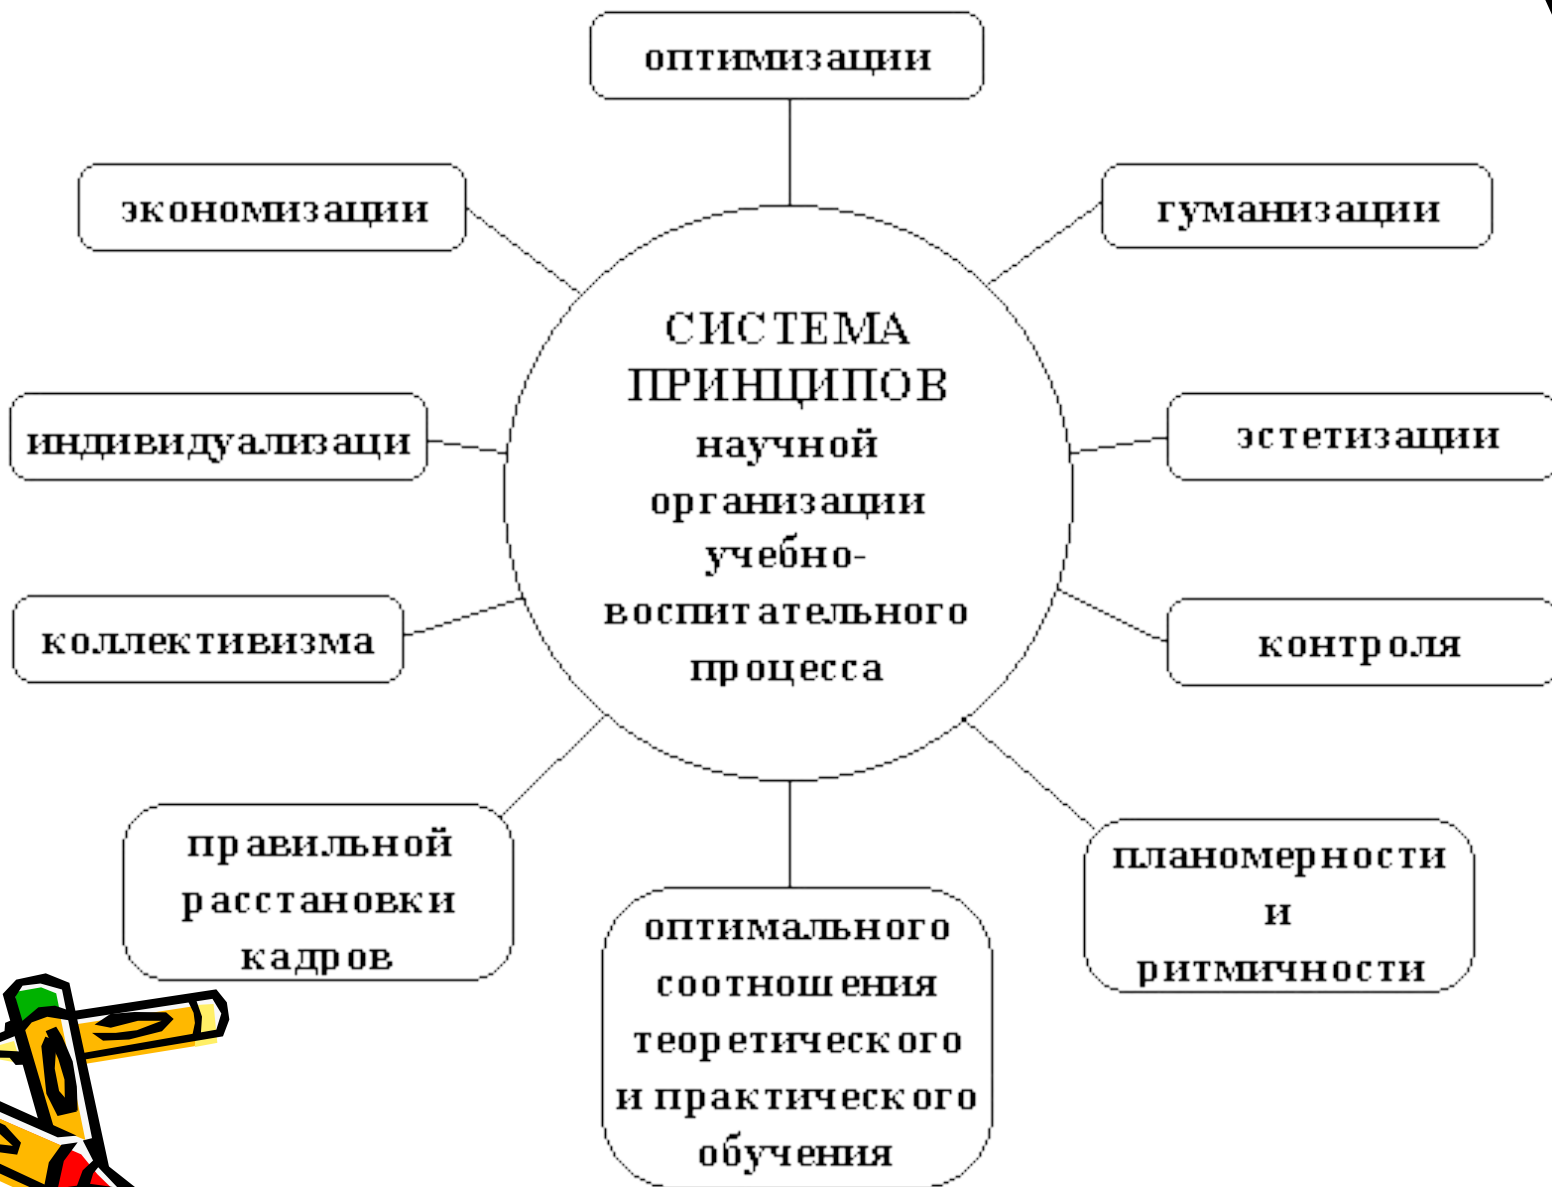 оптимизации
экономизации
гуманизации
СИСТЕМА
ПРИНЦИПОВ
научной
организации
учебно-
воспитательного
процесса
индивидуализаци
эстетизации
коллективизма
контроля
правильной
расстановки
кадров
планомерности
и
ритмичности
оптимального
соотношения
теоретического
и практического
обучения